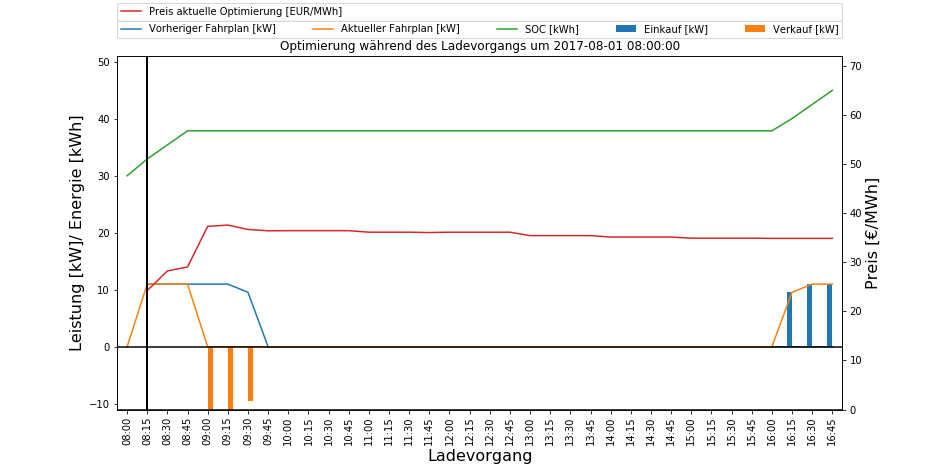 Preis aktuelle Optimierung [EUR/MWh]
Vorheriger Fahrplan [kW] Aktueller Fahrplan [kW] SOC [kWh] Einkauf [kW] Verkauf [kW]
Optimierung während des Ladevorgangs um 2017-08-01 08:00:00
Leistung [kW]/ Energie [kWh]
50
40
30
20
10
0
−10
70
60
50
40
30
20
10
0
Preis [€/MWh]
08:00 08:15 08:30 08:45 09:00 09:15 09:30 09:45 10:00 10:15 10:30 10:45 11:00 11:15 11:30 11:45 12:00 12:15 12:30 12:45 13:00 13:15 13:30 13:45 14:00 14:15 14:30 14:45 15:00 15:15 15:30 15:45 16:00 16:15 16:30 16:45
Ladevorgang